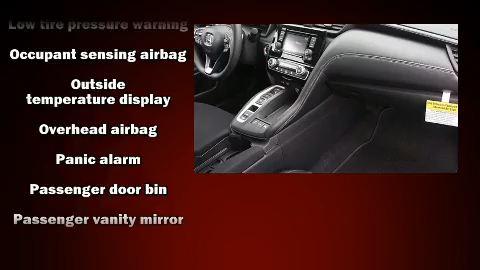 Low tire pressure warning
Occupant sensing airbag
Outside
temperature display
Overhead airbag
Panic alarm
Passenger door bin
Passenger vanity mirror